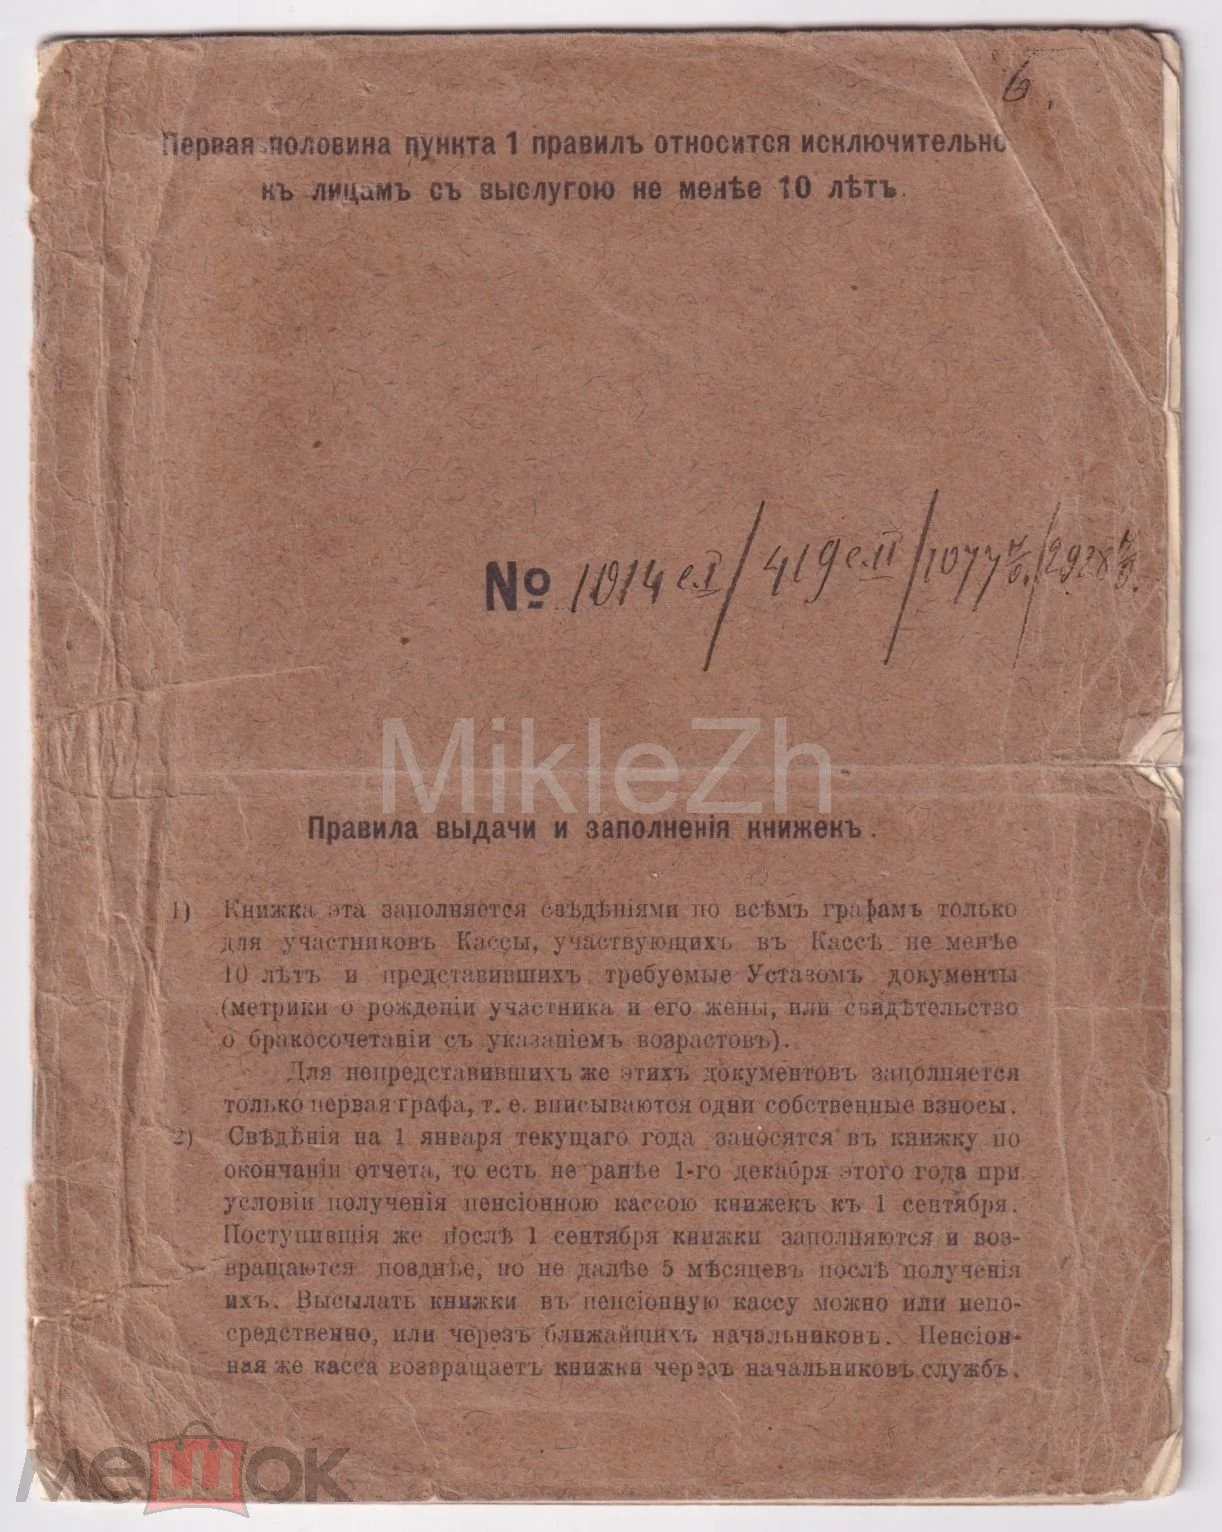 6.
Первая половина пункта 1 правилъ относится исключительно
къ лицамъ съ выслугою не менѣе 10 лѣтъ.
№ 1014 с.I / 419 с.II / 1077 / 2928
MikleZh
Правила выдачи и заполненія книжекъ.
1) Книжка эта заполняется свѣдѣніями по всѣмъ графамъ только
для участниковъ Кассы, участвующихъ въ Кассѣ не менѣе
10 лѣтъ и представившихъ требуемые Уставомъ документы
(метрики о рожденіи участника и его жены, или свидѣтельство
о бракосочетаніи съ указаніемъ возрастовъ).
Для непредставившихъ же этихъ документовъ заполняется
только первая графа, т. е. вписываются одни собственные взносы.
2) Свѣдѣнія на 1 января текущаго года заносятся въ книжку по
окончаніи отчета, то есть не ранѣе 1-го декабря этого года при
условіи полученія пенсіонною кассою книжекъ къ 1 сентября.
Поступившія же послѣ 1 сентября книжки заполняются и воз-
вращаются позднѣе, но не далѣе 5 мѣсяцевъ послѣ полученія
ихъ. Высылать книжки въ пенсіонную кассу можно или непо-
средственно, или черезъ ближайшихъ начальниковъ. Пенсіон-
ная же касса возвращаетъ книжки черезъ начальниковъ службъ.
мешок